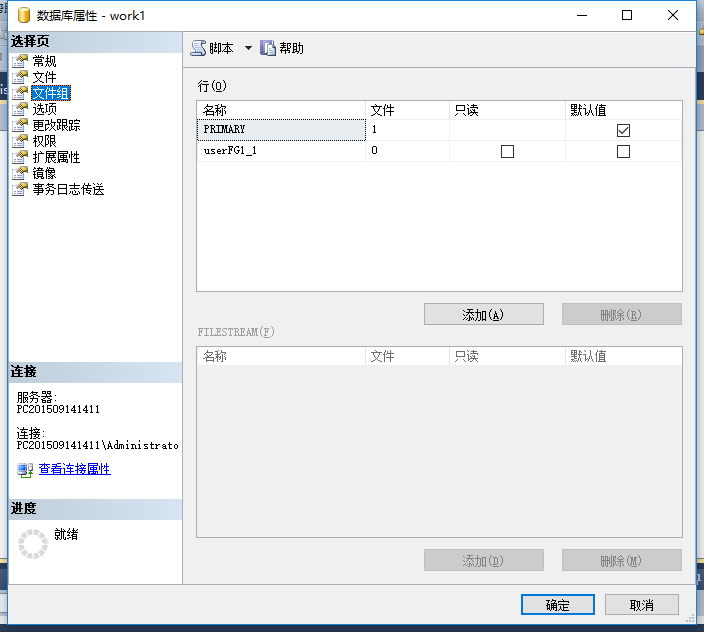 数据库属性 - work1
选择页
常规
文件
文件组
选项
更改跟踪
权限
扩展属性
镜像
事务日志传送
脚本 帮助
行(O)
名称 文件 只读 默认值
PRIMARY 1
userFG1_1 0
添加(A) 删除(R)
FILESTREAM(F)
名称 文件 只读 默认值
添加(D) 删除(M)
连接
服务器:
PC201509141411
连接:
PC201509141411\Administrato
查看连接属性
进度
就绪
确定 取消